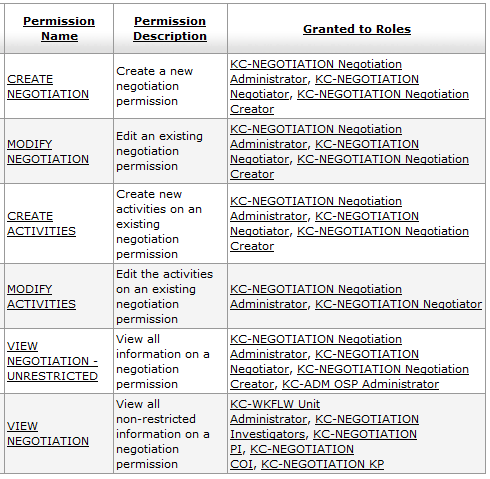 Permission Name
Permission Description
Granted to Roles
CREATE NEGOTIATION
Create a new
negotiation
permission
KC-NEGOTIATION Negotiation
Administrator, KC-NEGOTIATION
Negotiator, KC-NEGOTIATION Negotiation
Creator
MODIFY
NEGOTIATION
Edit an existing
negotiation
permission
KC-NEGOTIATION Negotiation
Administrator, KC-NEGOTIATION
Negotiator, KC-NEGOTIATION Negotiation
Creator
CREATE
ACTIVITIES
Create new
activities on an
existing
negotiation
permission
KC-NEGOTIATION Negotiation
Administrator, KC-NEGOTIATION
Negotiator, KC-NEGOTIATION Negotiation
Creator
MODIFY
ACTIVITIES
Edit the activities
on an existing
negotiation
permission
KC-NEGOTIATION Negotiation
Administrator, KC-NEGOTIATION Negotiator
VIEW
NEGOTIATION -
UNRESTRICTED
View all
information on a
negotiation
permission
KC-NEGOTIATION Negotiation
Administrator, KC-NEGOTIATION
Negotiator, KC-NEGOTIATION Negotiation
Creator, KC-ADM OSP Administrator
VIEW
NEGOTIATION
View all
non-restricted
information on a
negotiation
permission
KC-WKFLW Unit
Administrator, KC-NEGOTIATION
Investigators, KC-NEGOTIATION
PI, KC-NEGOTIATION
COI, KC-NEGOTIATION KP